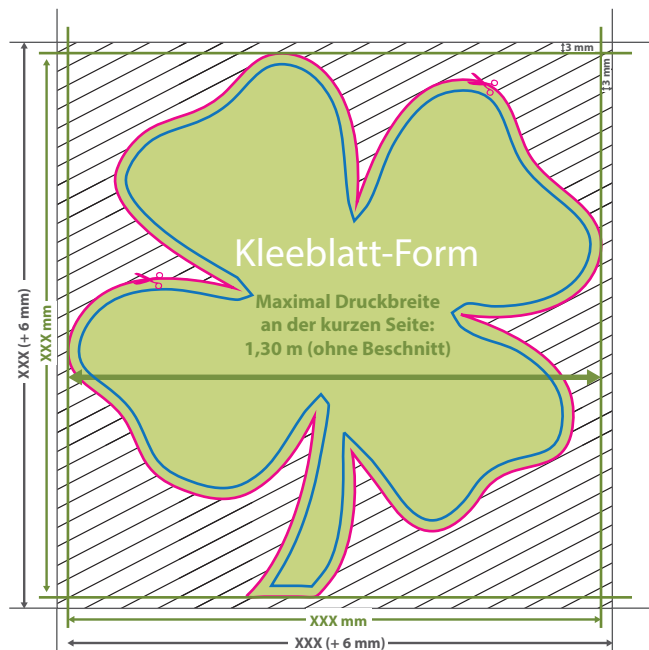 3 mm
3 mm
Kleeblatt-Form
Maximal Druckbreite
an der kurzen Seite:
1,30 m (ohne Beschnitt)
XXX (+ 6 mm)
XXX mm
XXX mm
XXX (+ 6 mm)